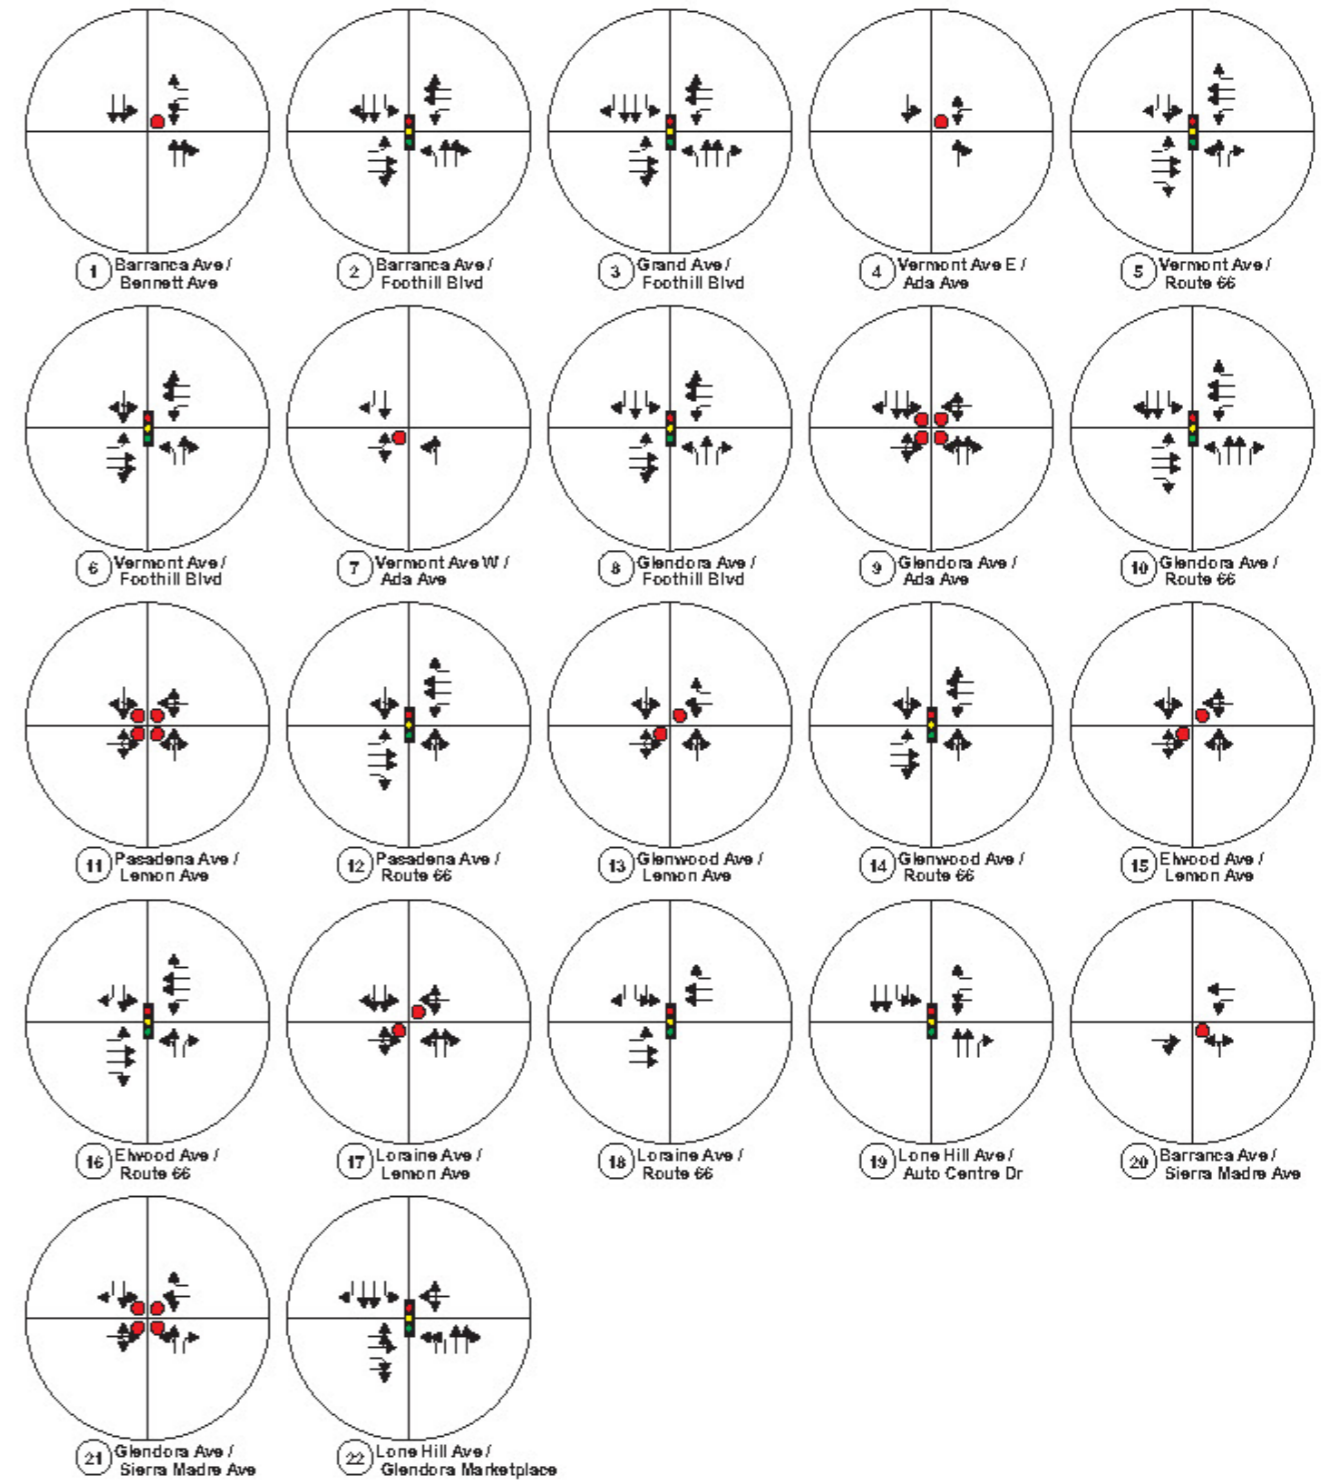 1 Barranca Ave /
Bennett Ave
2 Barranca Ave /
Foothill Blvd
3 Grand Ave /
Foothill Blvd
4 Vermont Ave E /
Ada Ave
5 Vermont Ave /
Route 66
6 Vermont Ave /
Foothill Blvd
7 Vermont Ave W /
Ada Ave
8 Glendora Ave /
Foothill Blvd
9 Glendora Ave /
Ada Ave
10 Glendora Ave /
Route 66
11 Pasadena Ave /
Lemon Ave
12 Pasadena Ave /
Route 66
13 Glenwood Ave /
Lemon Ave
14 Glenwood Ave /
Route 66
15 Elwood Ave /
Lemon Ave
16 Elwood Ave /
Route 66
17 Loraine Ave /
Lemon Ave
18 Loraine Ave /
Route 66
19 Lone Hill Ave /
Auto Centre Dr
20 Barranca Ave /
Sierra Madre Ave
21 Glendora Ave /
Sierra Madre Ave
22 Lone Hill Ave /
Glendora Marketplace